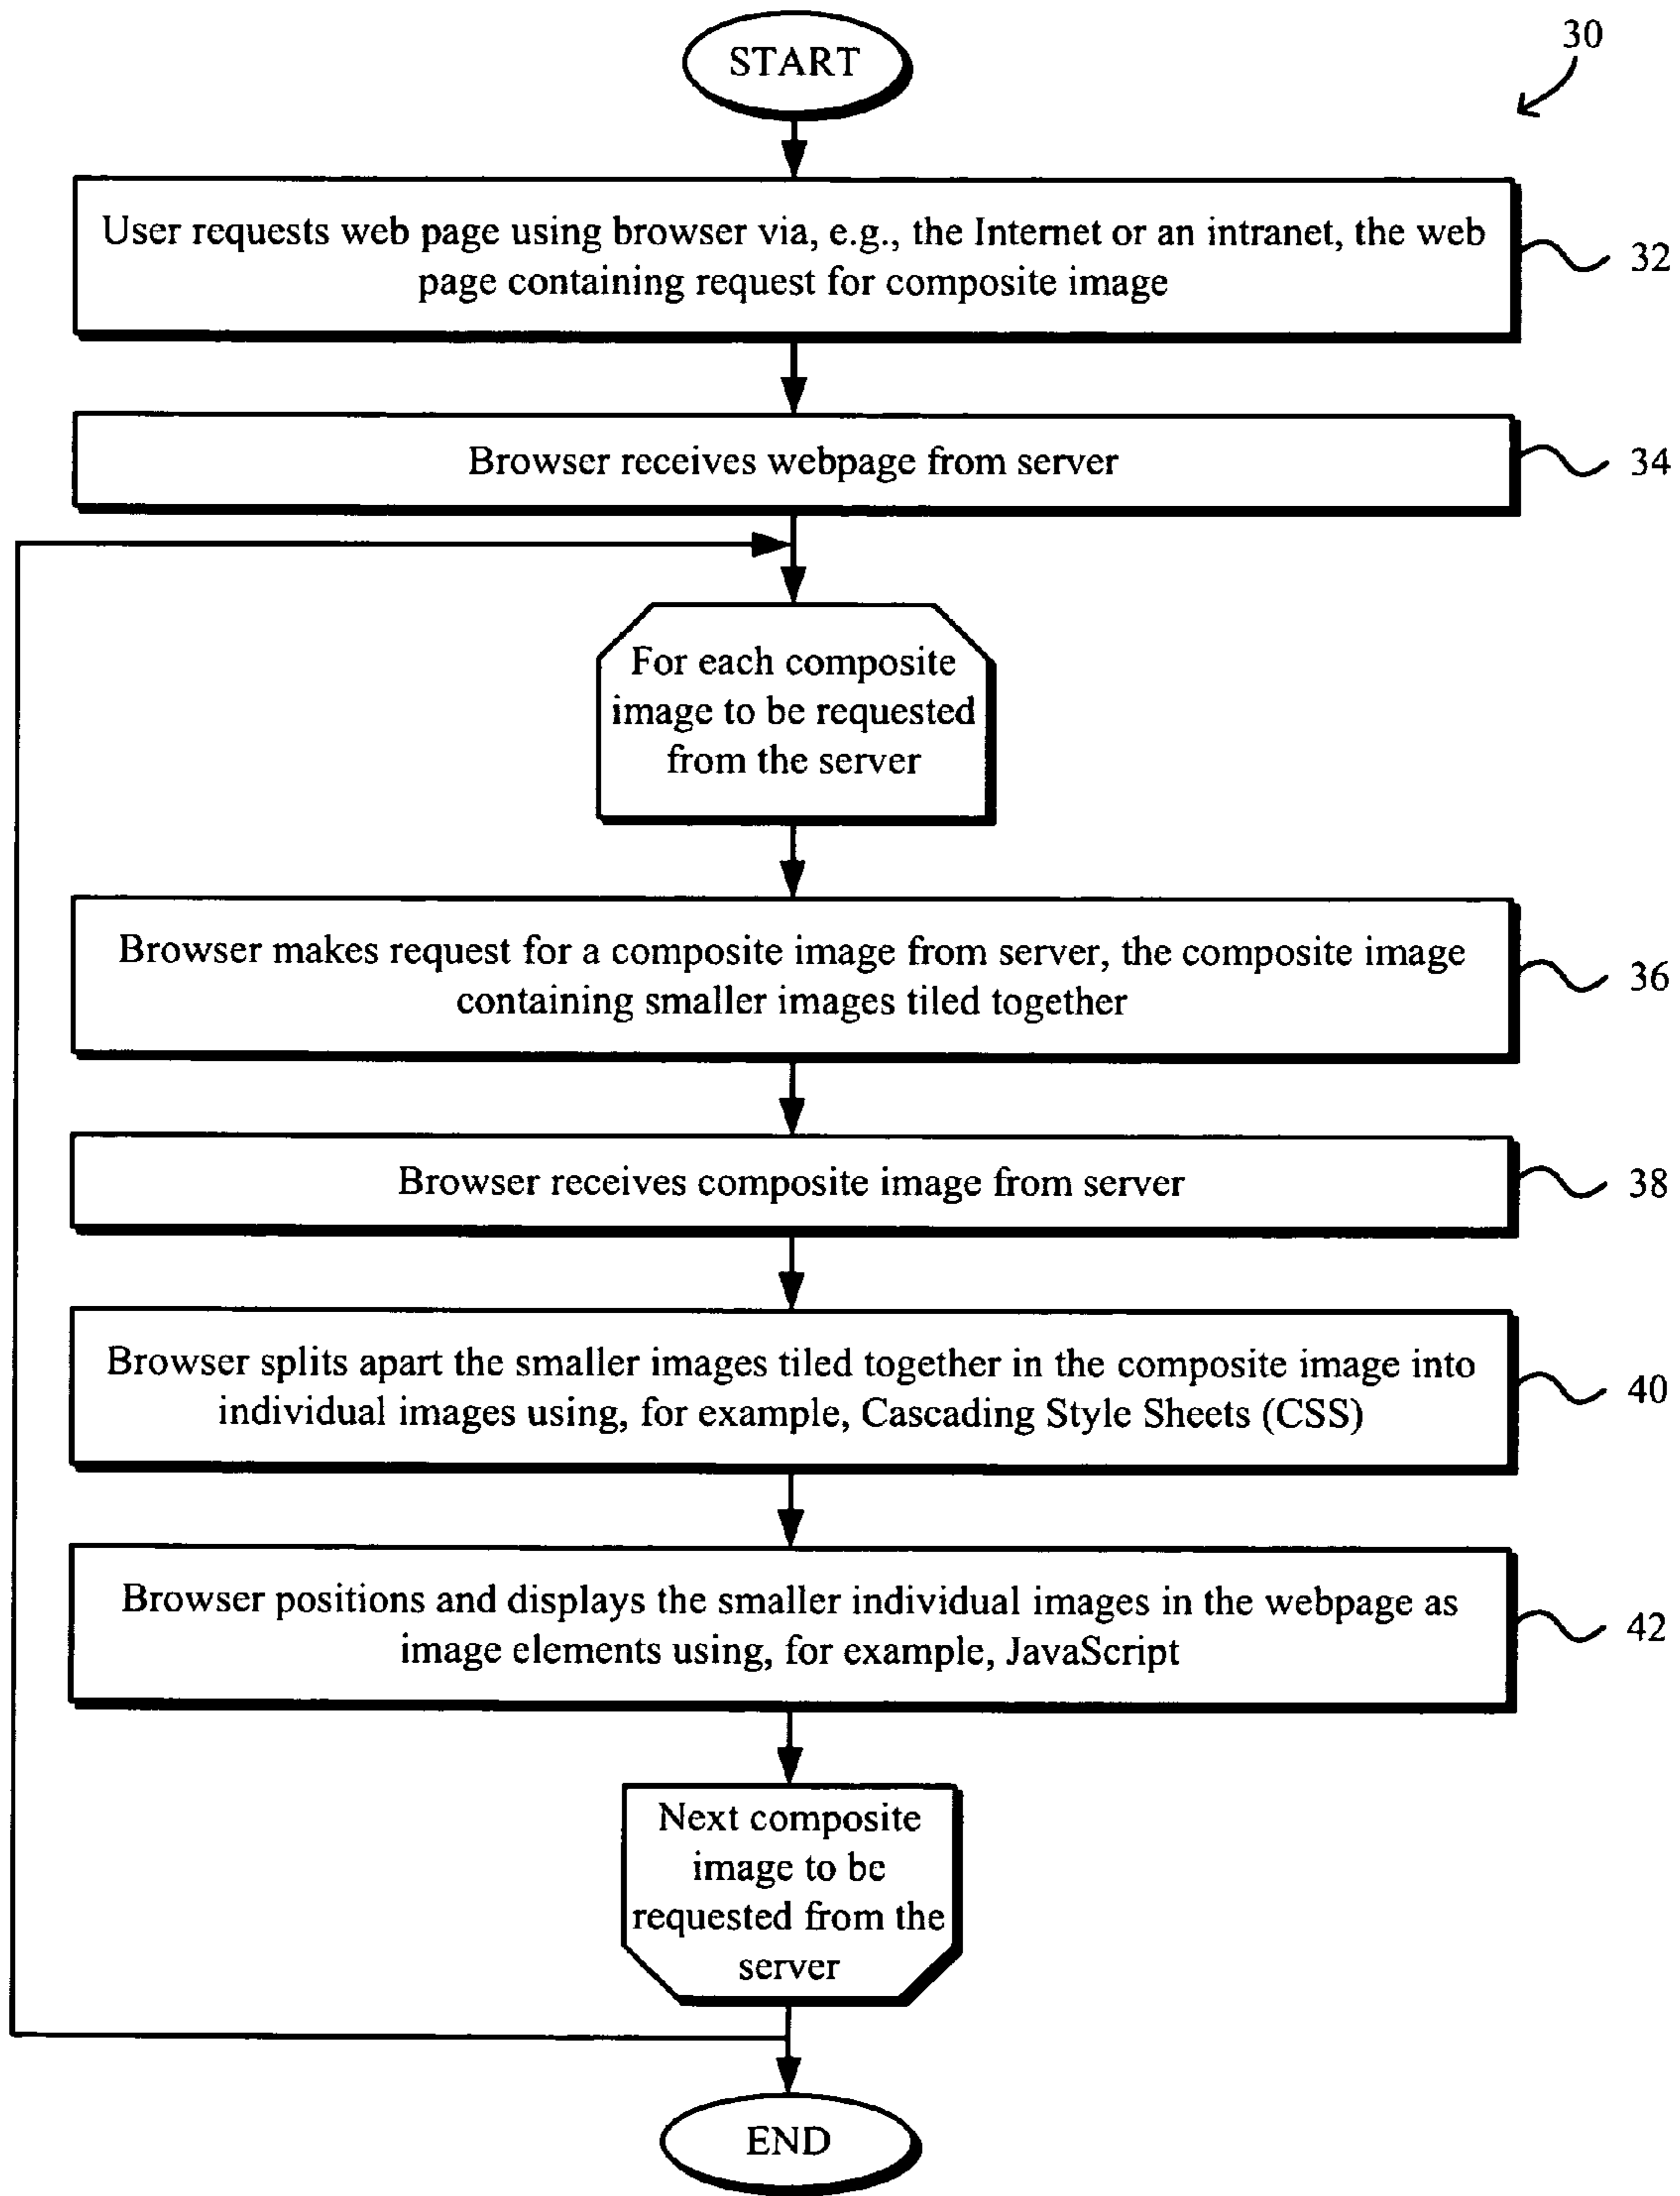 START
30
User requests web page using browser via, e.g., the Internet or an intranet, the web
page containing request for composite image
32
Browser receives webpage from server
34
For each composite
image to be requested
from the server
Browser makes request for a composite image from server, the composite image
containing smaller images tiled together
36
Browser receives composite image from server
38
Browser splits apart the smaller images tiled together in the composite image into
individual images using, for example, Cascading Style Sheets (CSS)
40
Browser positions and displays the smaller individual images in the webpage as
image elements using, for example, JavaScript
42
Next composite
image to be
requested from the
server
END